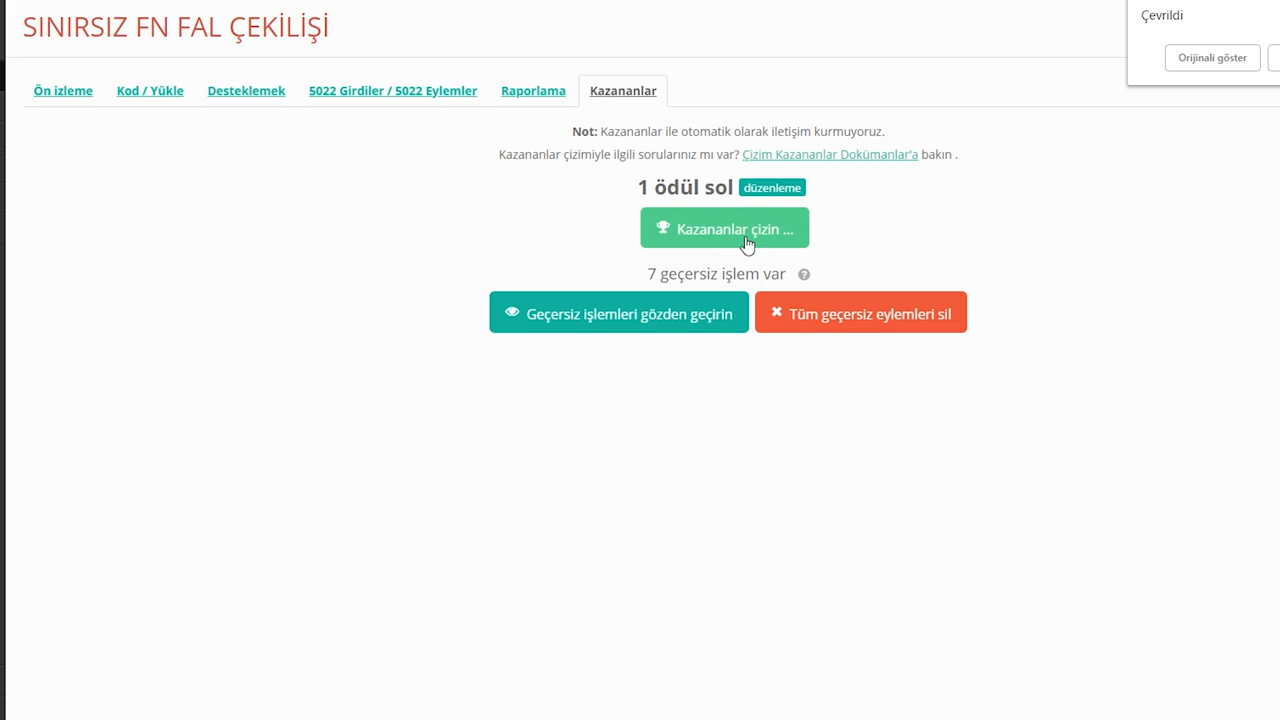 SINIRSIZ FN FAL ÇEKİLİŞİ
Çevrildi
Orijinali göster
Ön izleme Kod / Yükle Desteklemek 5022 Girdiler / 5022 Eylemler Raporlama Kazananlar
Not: Kazananlar ile otomatik olarak iletişim kurmuyoruz.
Kazananlar çizimiyle ilgili sorularınız mı var? Çizim Kazananlar Dokümanlar'a bakın .
1 ödül sol düzenleme
Kazananlar çizin ...
7 geçersiz işlem var ?
Geçersiz işlemleri gözden geçirin Tüm geçersiz eylemleri sil